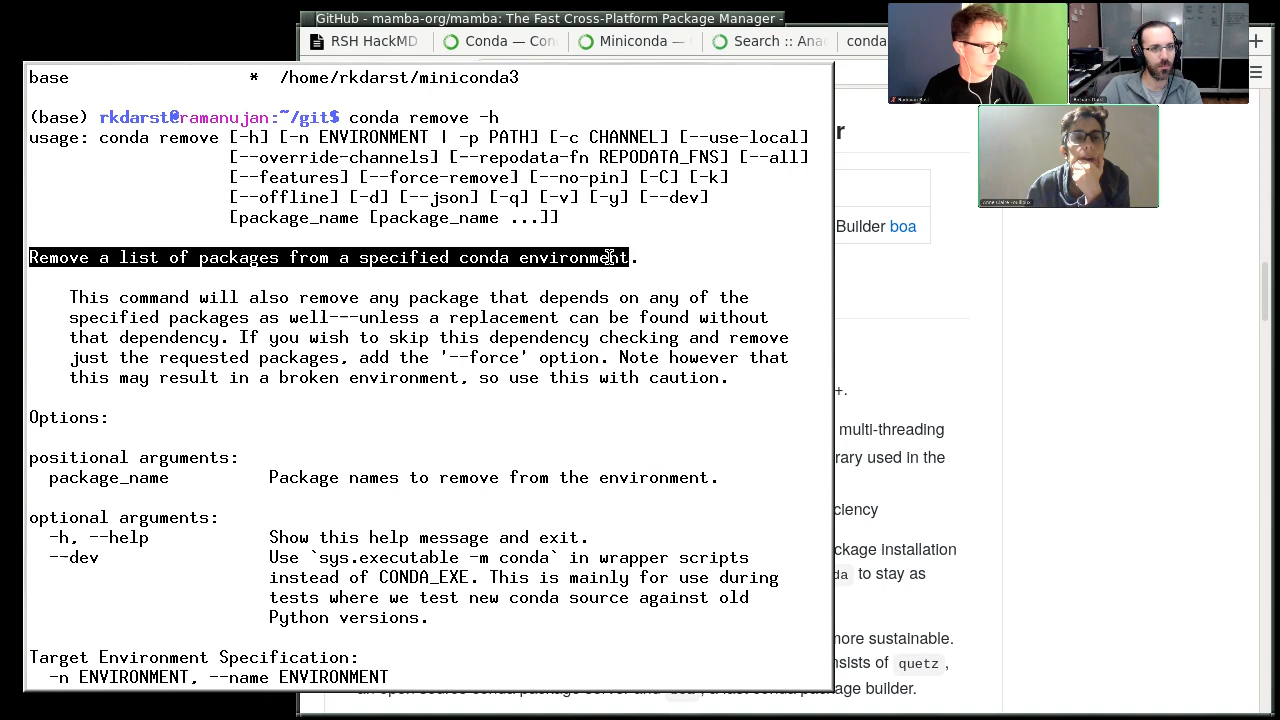 GitHub - mamba-org/mamba: The Fast Cross-Platform Package Manager -
RSH HackMD
Conda — Con
Miniconda —
Search :: Ana
conda
base                  *  /home/rkdarst/miniconda3
(base) rkdarst@ramanujan:~/git$ conda remove -h
usage: conda remove [-h] [-n ENVIRONMENT | -p PATH] [-c CHANNEL] [--use-local]
[--override-channels] [--repodata-fn REPODATA_FNS] [--all]
[--features] [--force-remove] [--no-pin] [-C] [-k]
[--offline] [-d] [--json] [-q] [-v] [-y] [--dev]
[package_name [package_name ...]]
Remove a list of packages from a specified conda environment.
This command will also remove any package that depends on any of the
specified packages as well---unless a replacement can be found without
that dependency. If you wish to skip this dependency checking and remove
just the requested packages, add the '--force' option. Note however that
this may result in a broken environment, so use this with caution.
Options:
positional arguments:
package_name          Package names to remove from the environment.
optional arguments:
-h, --help            Show this help message and exit.
--dev                 Use `sys.executable -m conda` in wrapper scripts
instead of CONDA_EXE. This is mainly for use during
tests where we test new conda source against old
Python versions.
Target Environment Specification:
-n ENVIRONMENT, --name ENVIRONMENT
r
Builder boa
+.
multi-threading
rary used in the
ciency
ckage installation
da to stay as
more sustainable.
nsists of quetz,
package builder.